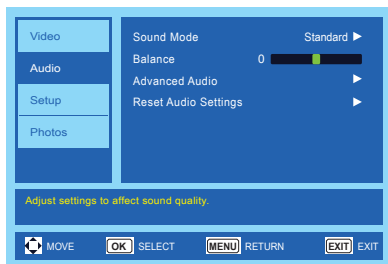 Video
Audio
Setup
Photos
Sound Mode Standard
Balance 0
Advanced Audio
Reset Audio Settings
Adjust settings to affect sound quality.
MOVE OK SELECT MENU RETURN EXIT EXIT